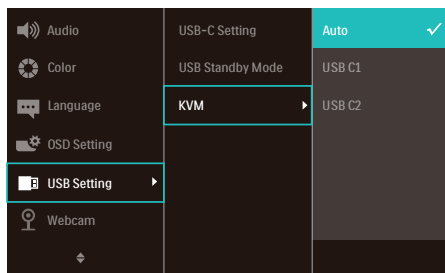 Audio
Color
Language
OSD Setting
USB Setting
Webcam
USB-C Setting
USB Standby Mode
KVM
Auto
USB C1
USB C2